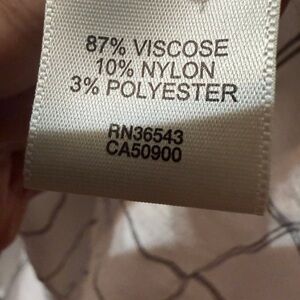 87% VISCOSE
10% NYLON
3% POLYESTER
RN36543
CA50900